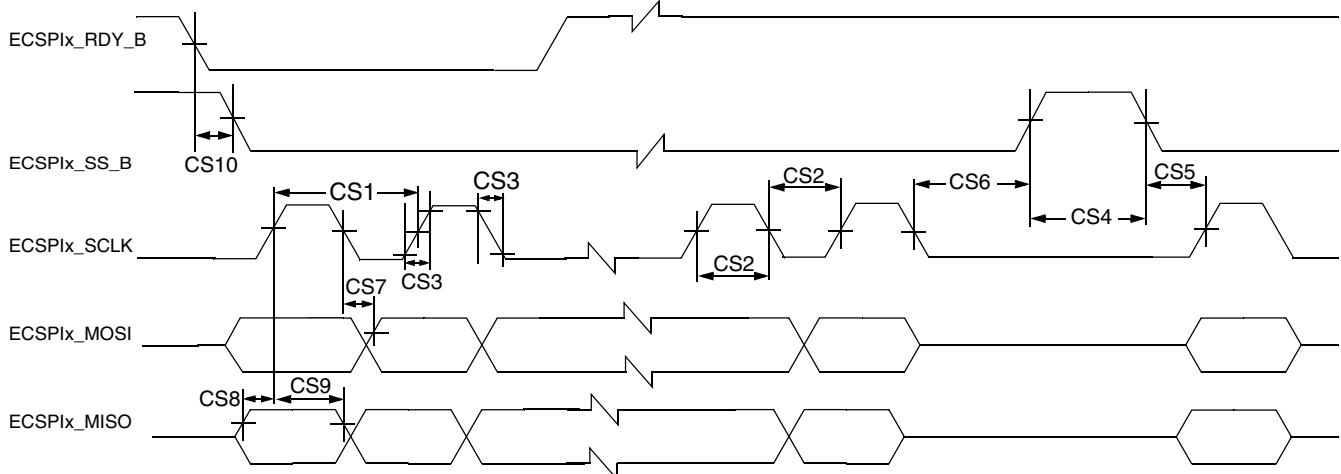 ECSPIx_RDY_B
CS10
ECSPIx_SS_B
CS1
CS3
CS2
CS6
CS5
CS4
ECSPIx_SCLK
CS3
CS2
CS7
ECSPIx_MOSI
CS8
CS9
ECSPIx_MISO